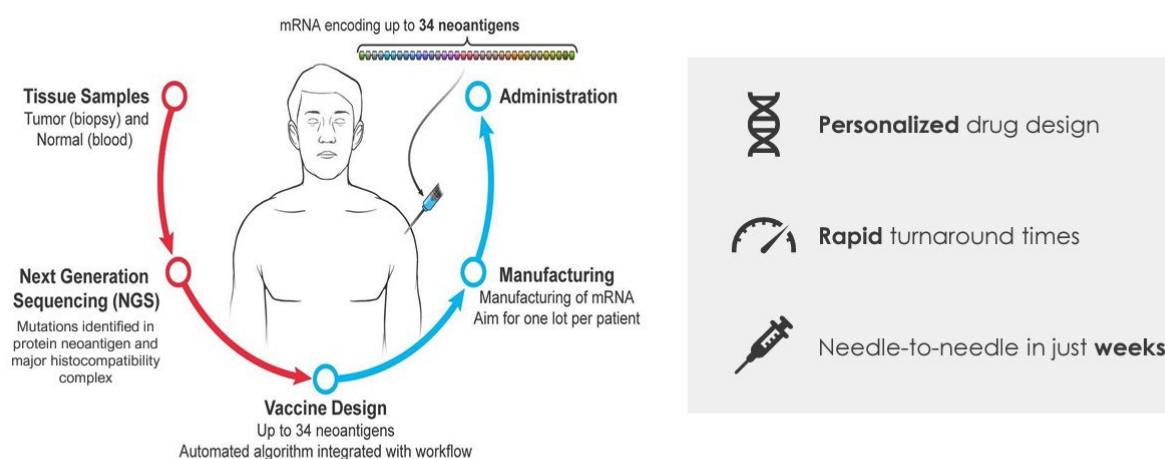 mRNA encoding up to 34 neoantigens
Tissue Samples
Tumor (biopsy) and
Normal (blood)
Next Generation
Sequencing (NGS)
Mutations identified in
protein neoantigen and
major histocompatibility
complex
Vaccine Design
Up to 34 neoantigens
Automated algorithm integrated with workflow
Manufacturing
Manufacturing of mRNA
Aim for one lot per patient
Administration
Personalized drug design
Rapid turnaround times
Needle-to-needle in just weeks